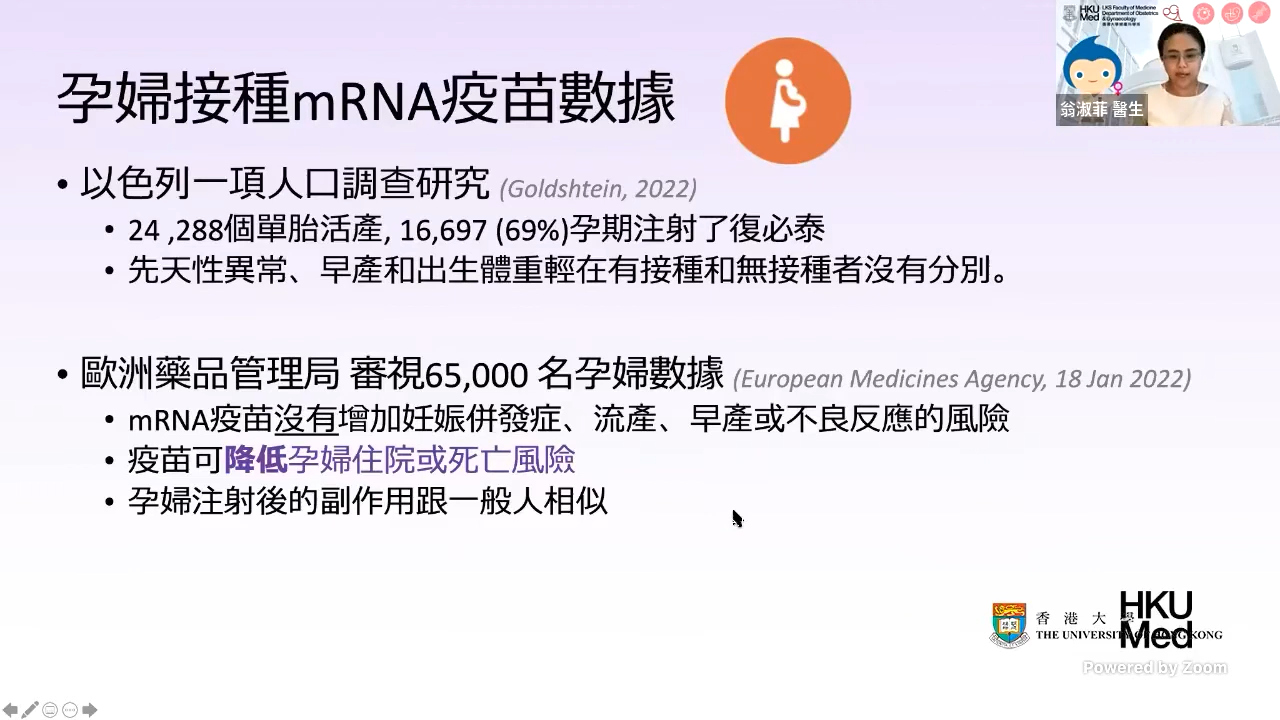 HKU Med
LKS Faculty of Medicine
Department of Obstetrics
& Gynaecology
孕婦接種mRNA疫苗數據
翁淑菲 醫生
• 以色列一項人口調查研究 (Goldshtein, 2022)
• 24 ,288個單胎活產, 16,697 (69%)孕期注射了復必泰
• 先天性異常、早產和出生體重輕在有接種和無接種者沒有分別。
• 歐洲藥品管理局 審視65,000 名孕婦數據 (European Medicines Agency, 18 Jan 2022)
• mRNA疫苗沒有增加妊娠併發症、流產、早產或不良反應的風險
• 疫苗可降低孕婦住院或死亡風險
• 孕婦注射後的副作用跟一般人相似
香港大學
THE UNIVERSITY OF HONG KONG
HKU
Med
Powered by Zoom